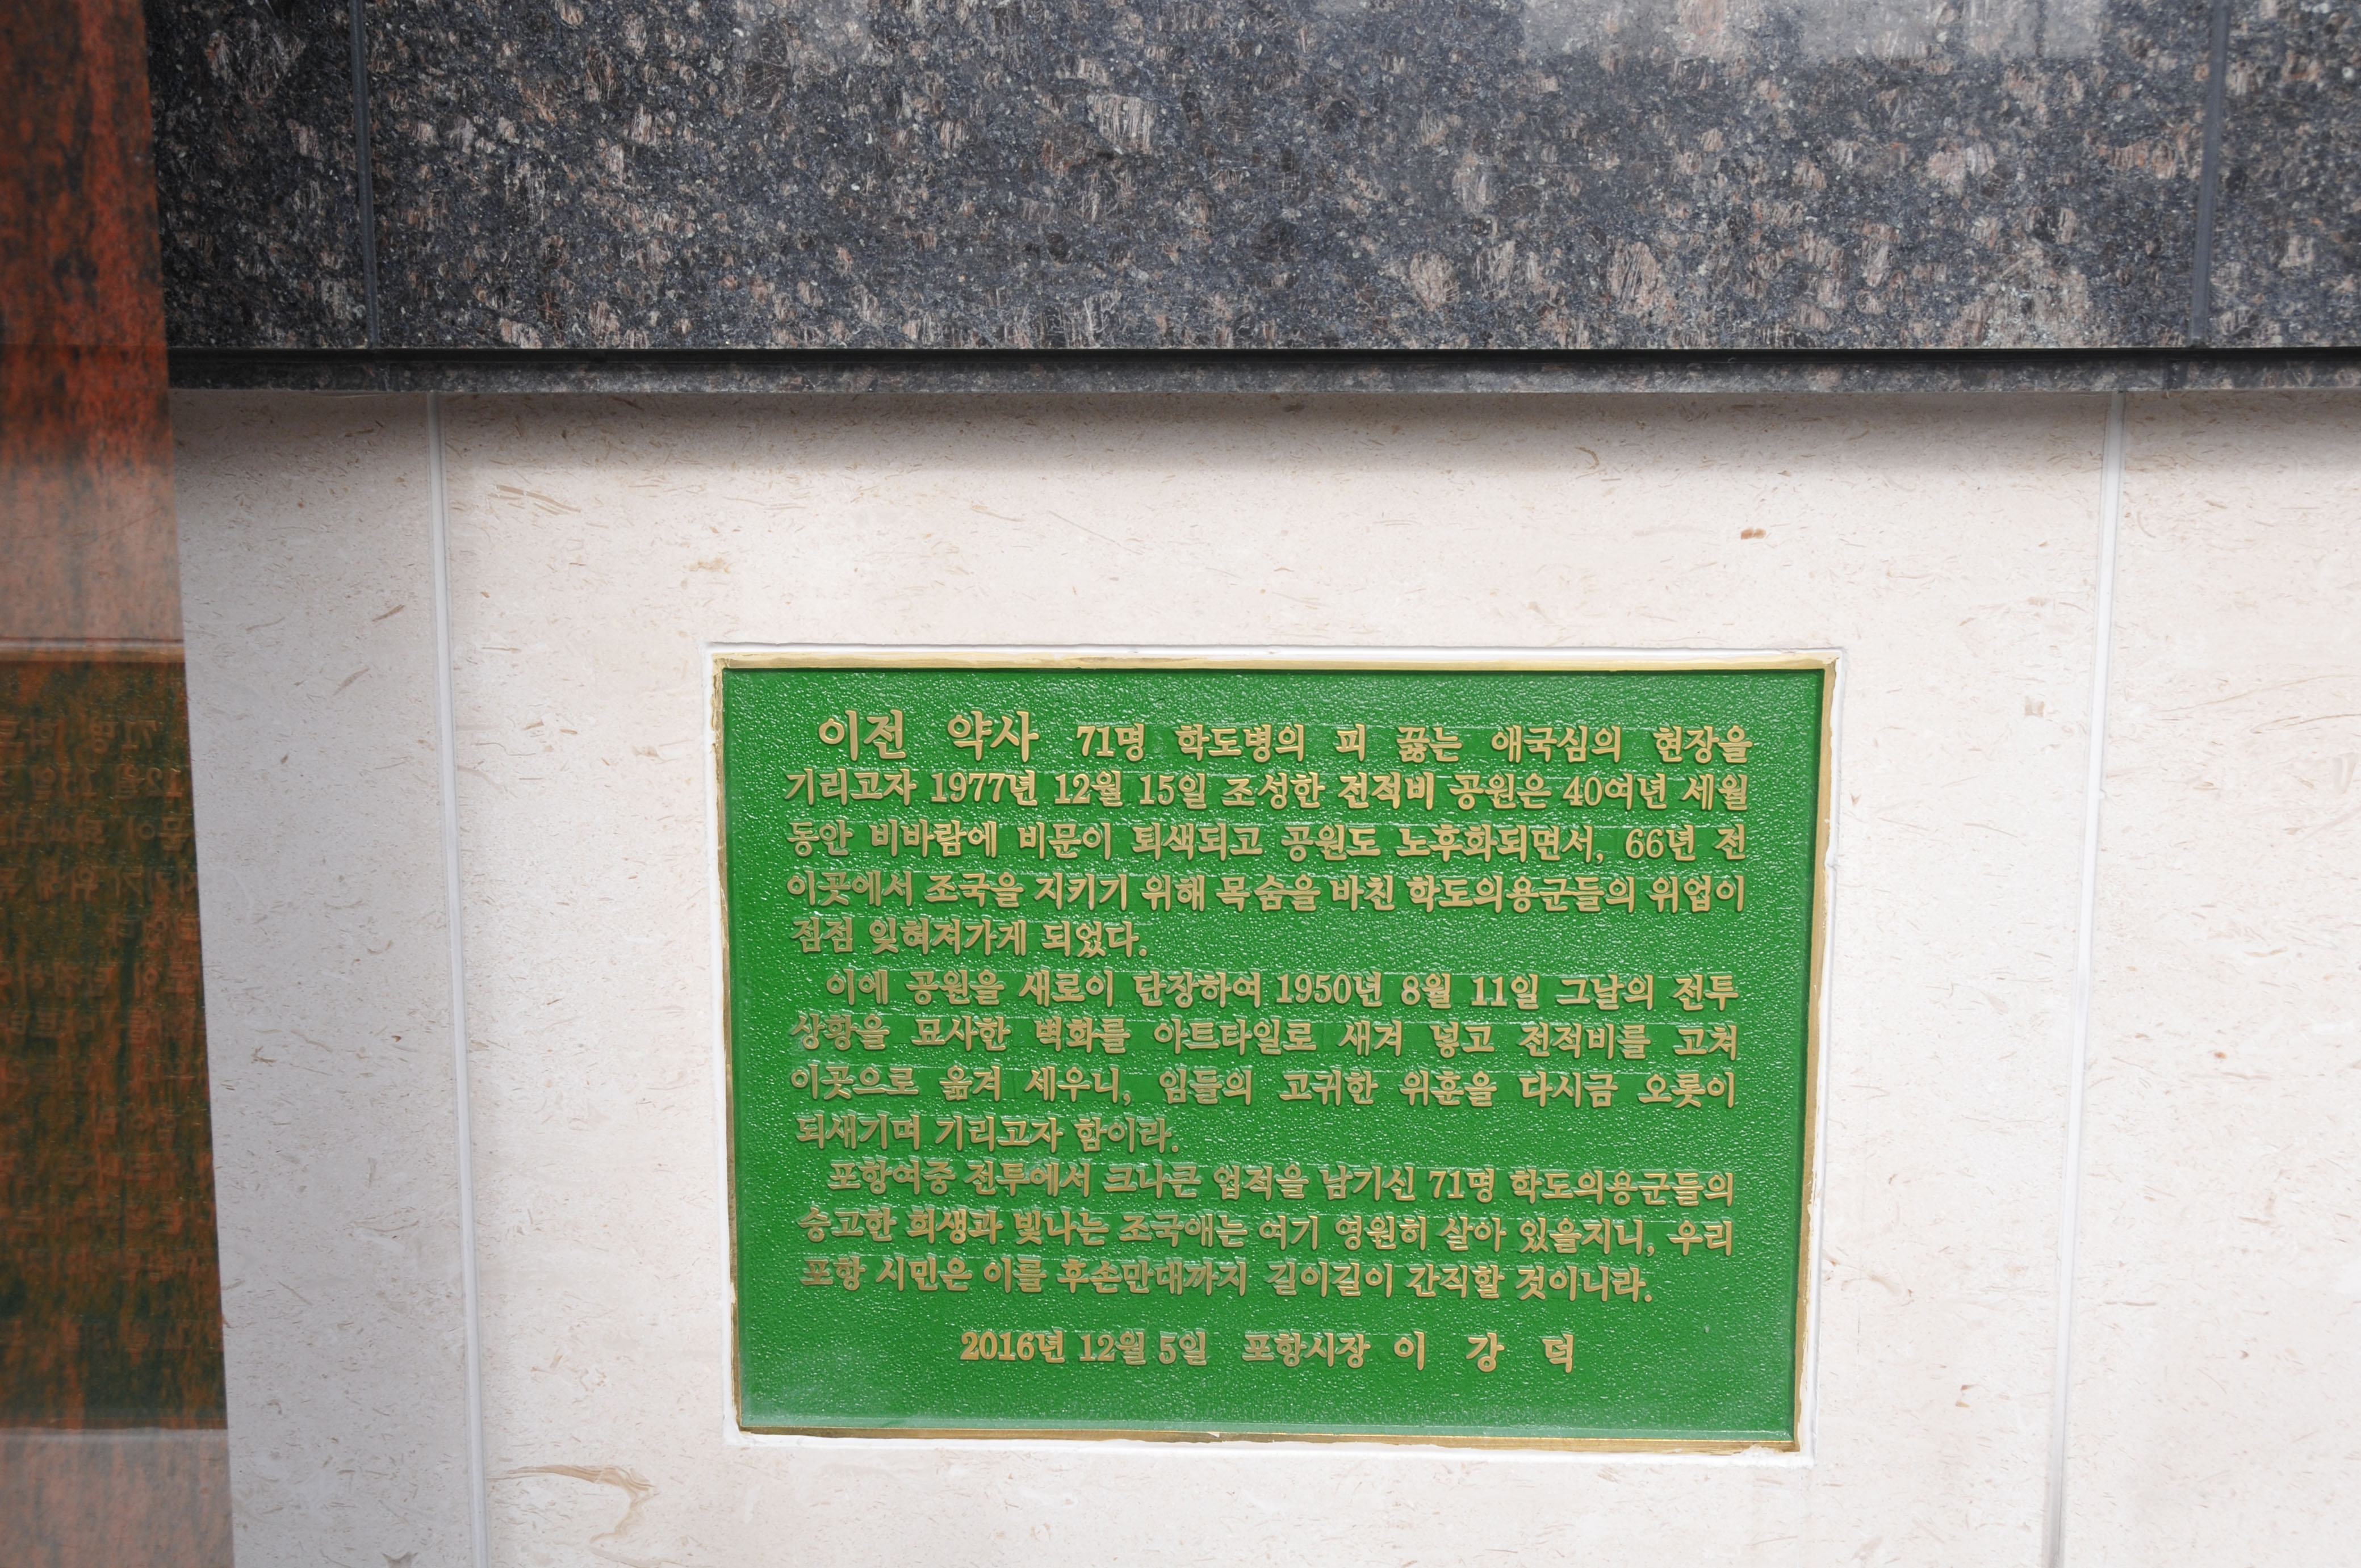 이전 약사 71명 학도병의 피 끓는 애국심의 현장을
기리고자 1977년 12월 15일 조성한 전적비 공원은 40여년 세월
동안 비바람에 비문이 퇴색되고 공원도 노후화되면서, 66년 전
이곳에서 조국을 지키기 위해 목숨을 바친 학도의용군들의 위업이
점점 잊혀져가게 되었다.
이에 공원을 새로이 단장하여 1950년 8월 11일 그날의 전투
상황을 묘사한 벽화를 아트타일로 새겨 넣고 전적비를 고쳐
이곳으로 옮겨 세우니, 임들의 고귀한 위훈을 다시금 오롯이
되새기며 기리고자 함이라.
포항여중 전투에서 크나큰 업적을 남기신 71명 학도의용군들의
숭고한 희생과 빛나는 조국애는 여기 영원히 살아 있을지니, 우리
포항 시민은 이를 후손만대까지 길이길이 간직할 것이니라.
2016년 12월 5일 포항시장 이 강 덕